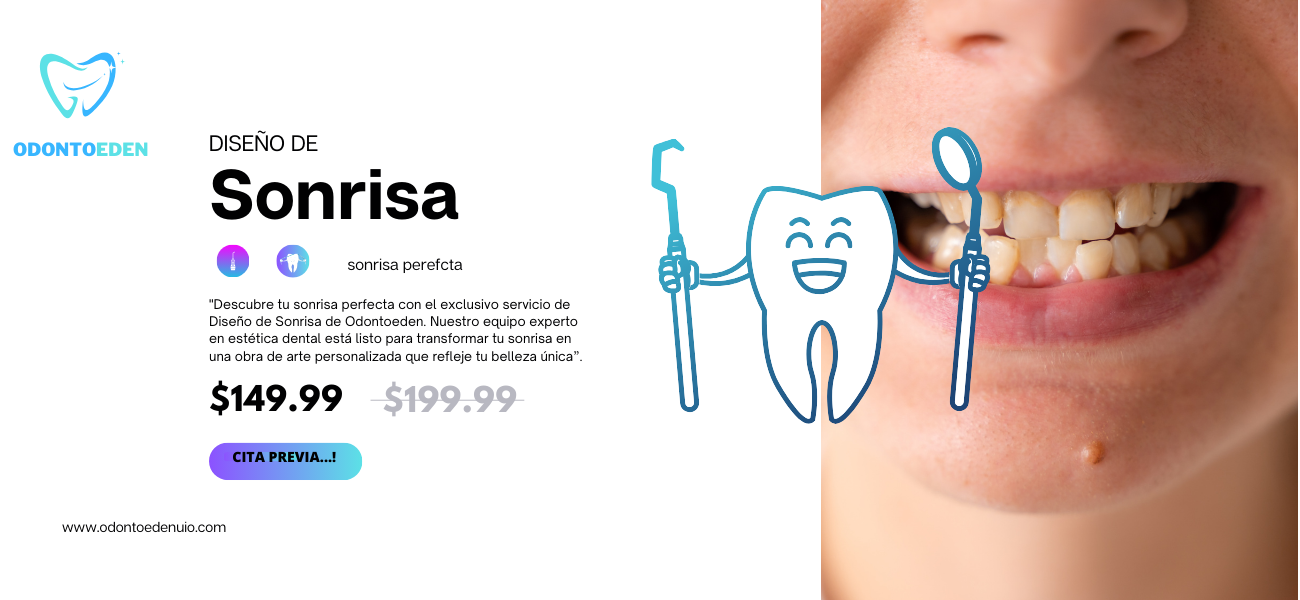 ODONTOEDEN
DISEÑO DE
Sonrisa
sonrisa perefcta
"Descubre tu sonrisa perfecta con el exclusivo servicio de
Diseño de Sonrisa de Odontoeden. Nuestro equipo experto
en estética dental está listo para transformar tu sonrisa en
una obra de arte personalizada que refleje tu belleza única”.
$149.99 $199.99
CITA PREVIA...!
www.odontoedenuio.com